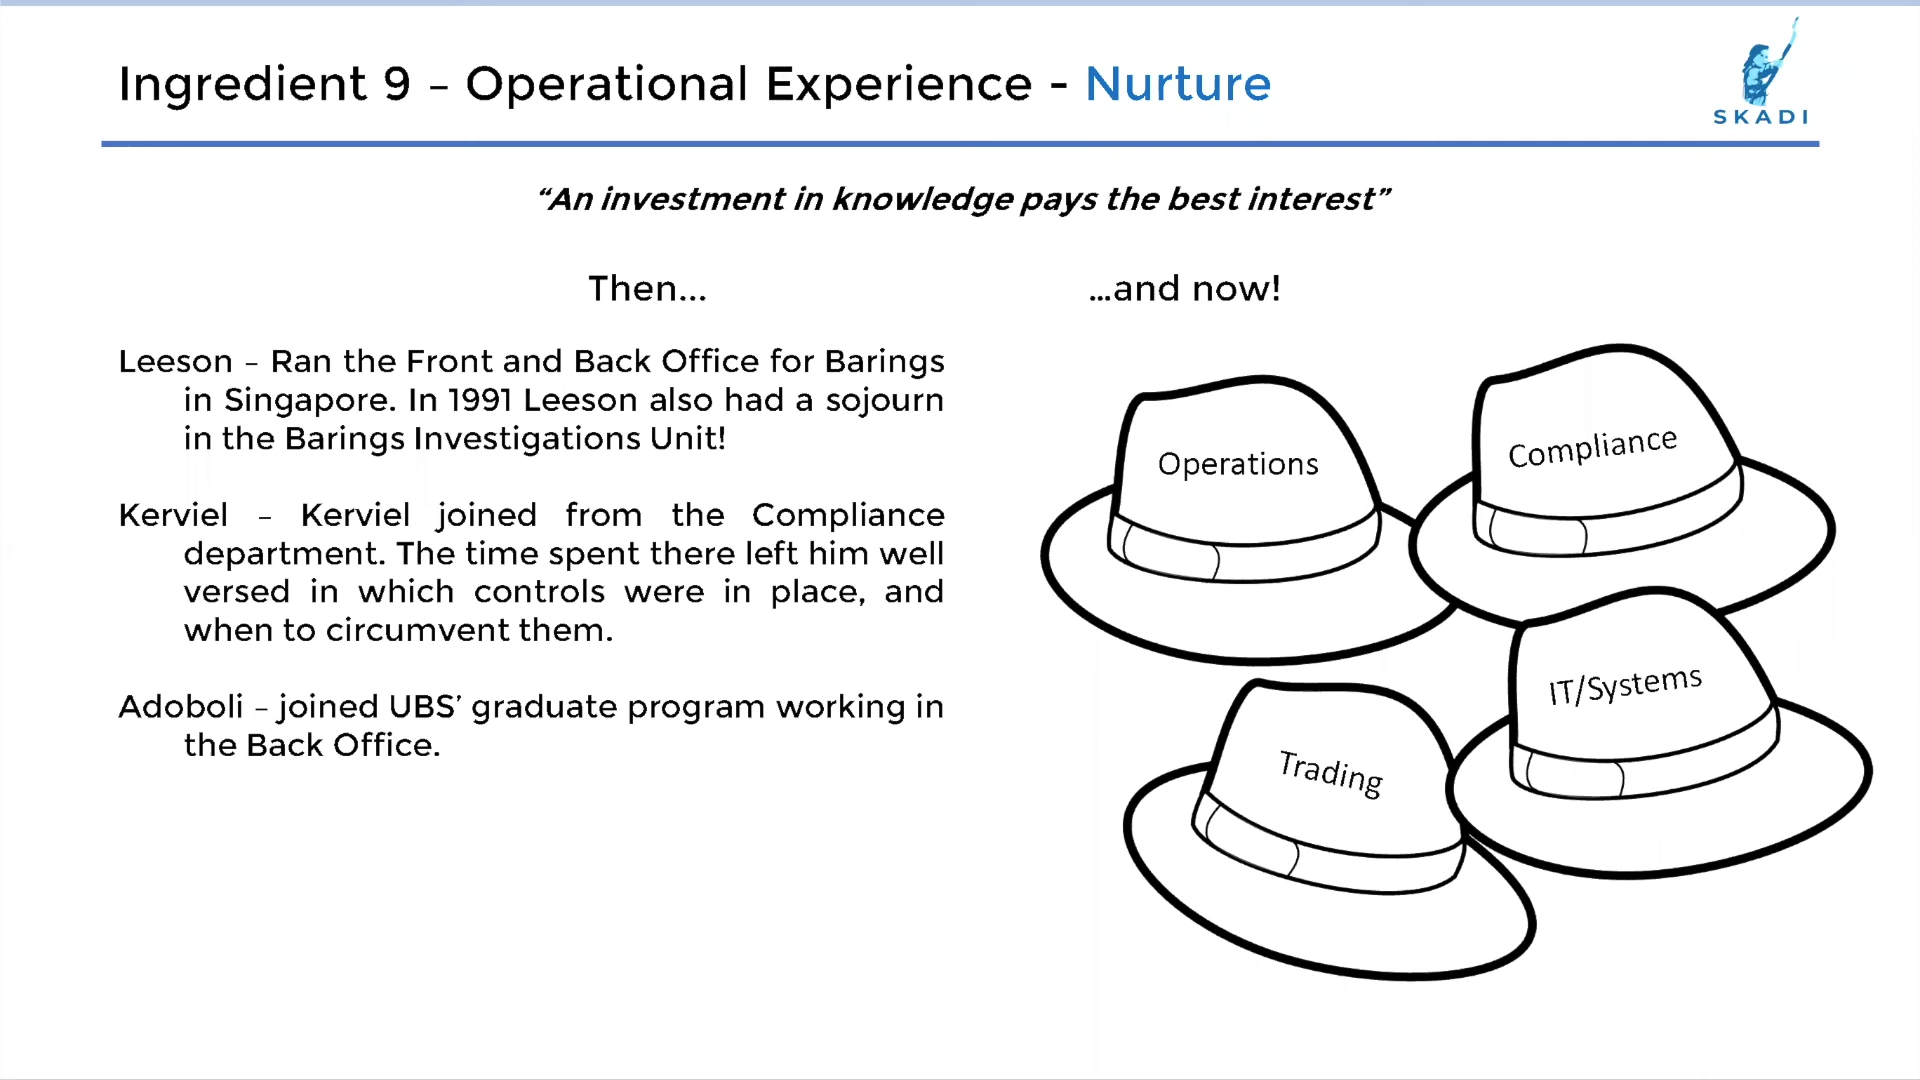 Ingredient 9 – Operational Experience - Nurture
SKADI
“An investment in knowledge pays the best interest”
Then...
...and now!
Leeson – Ran the Front and Back Office for Barings
in Singapore. In 1991 Leeson also had a sojourn
in the Barings Investigations Unit!
Kerviel – Kerviel joined from the Compliance
department. The time spent there left him well
versed in which controls were in place, and
when to circumvent them.
Adoboli – joined UBS’ graduate program working in
the Back Office.
Operations
Compliance
IT/Systems
Trading